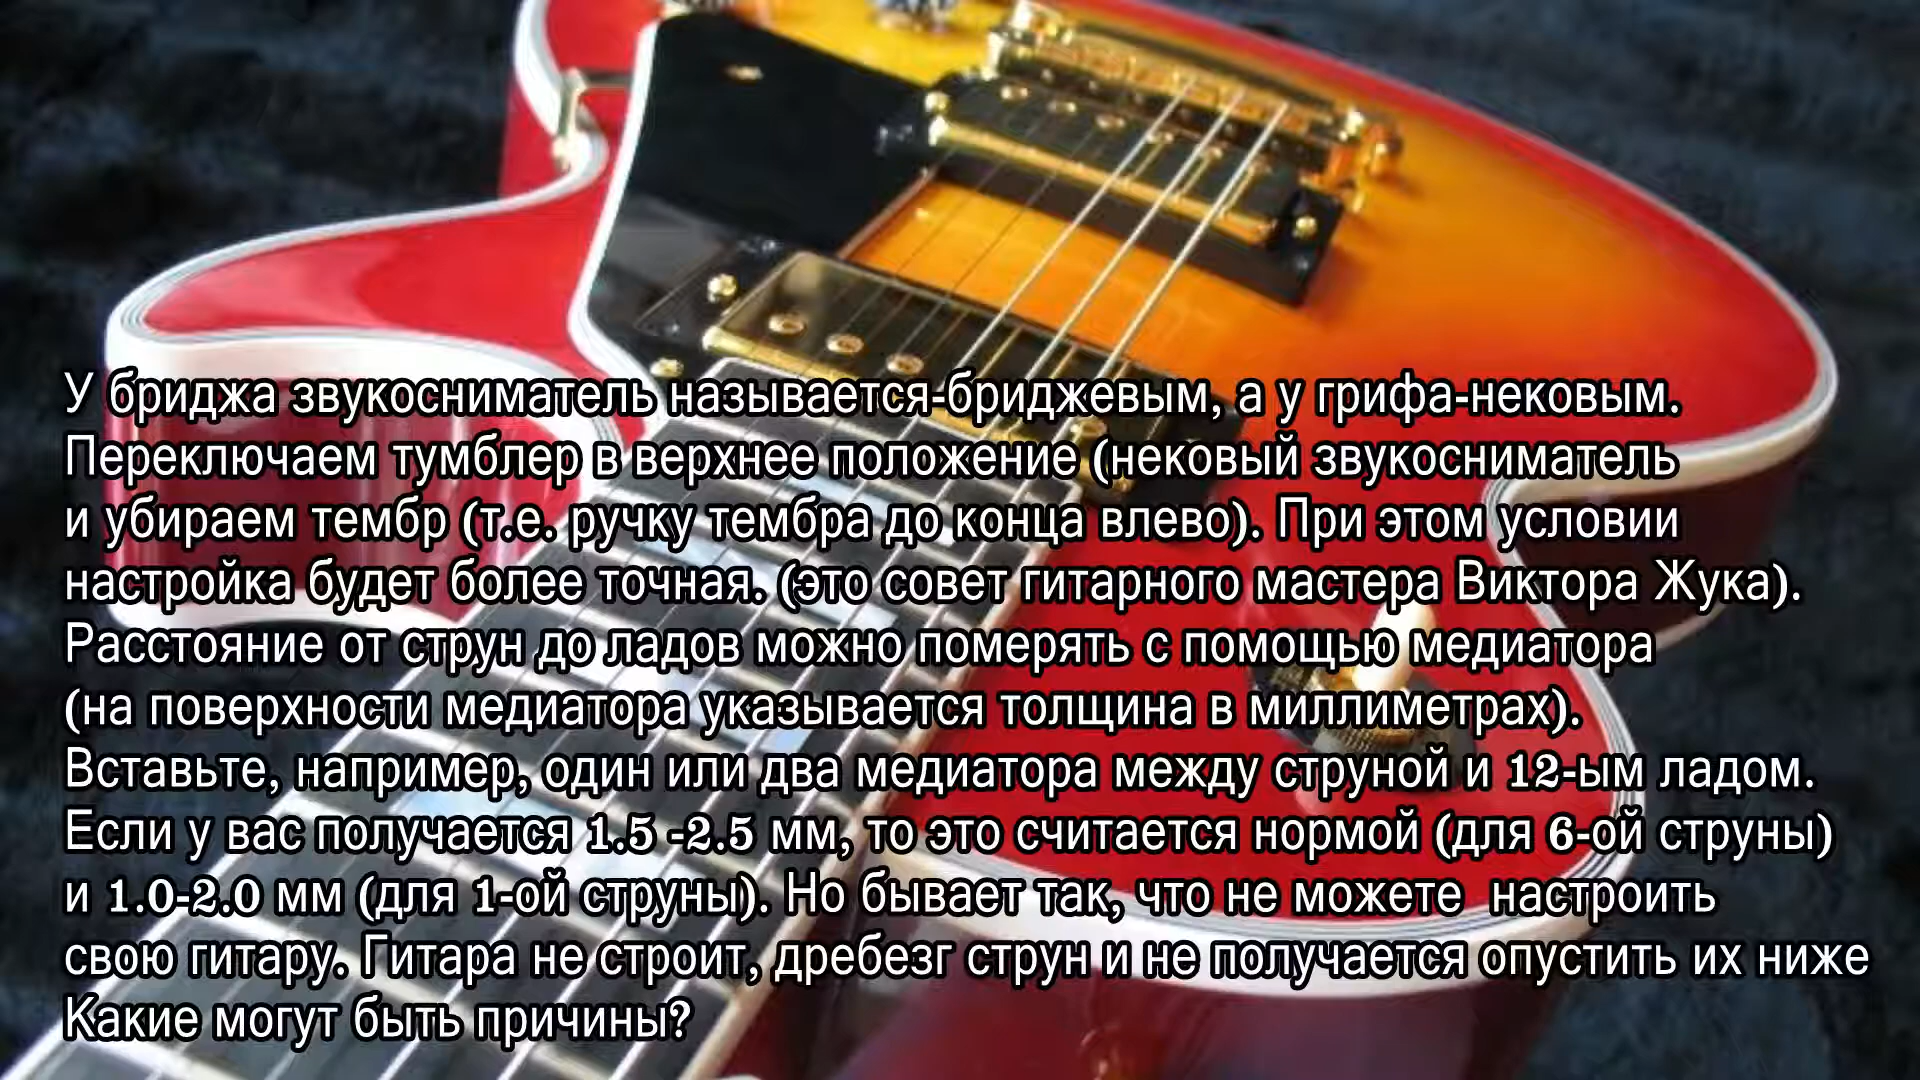 У бриджа звукосниматель называется-бриджевым, а у грифа-нековым.
Переключаем тумблер в верхнее положение (нековый звукосниматель
и убираем тембр (т.е. ручку тембра до конца влево). При этом условии
настройка будет более точная. (это совет гитарного мастера Виктора Жука).
Расстояние от струн до ладов можно померять с помощью медиатора
(на поверхности медиатора указывается толщина в миллиметрах).
Вставьте, например, один или два медиатора между струной и 12-ым ладом.
Если у вас получается 1.5 -2.5 мм, то это считается нормой (для 6-ой струны)
и 1.0-2.0 мм (для 1-ой струны). Но бывает так, что не можете  настроить
свою гитару. Гитара не строит, дребезг струн и не получается опустить их ниже
Какие могут быть причины?